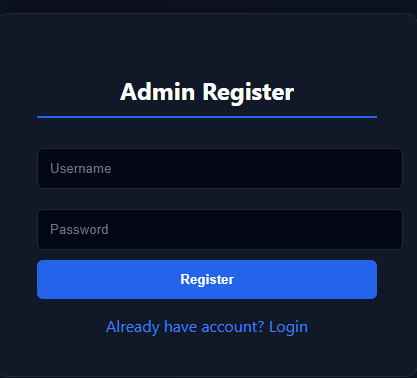 Admin Register
Username
Password
Register
Already have account? Login